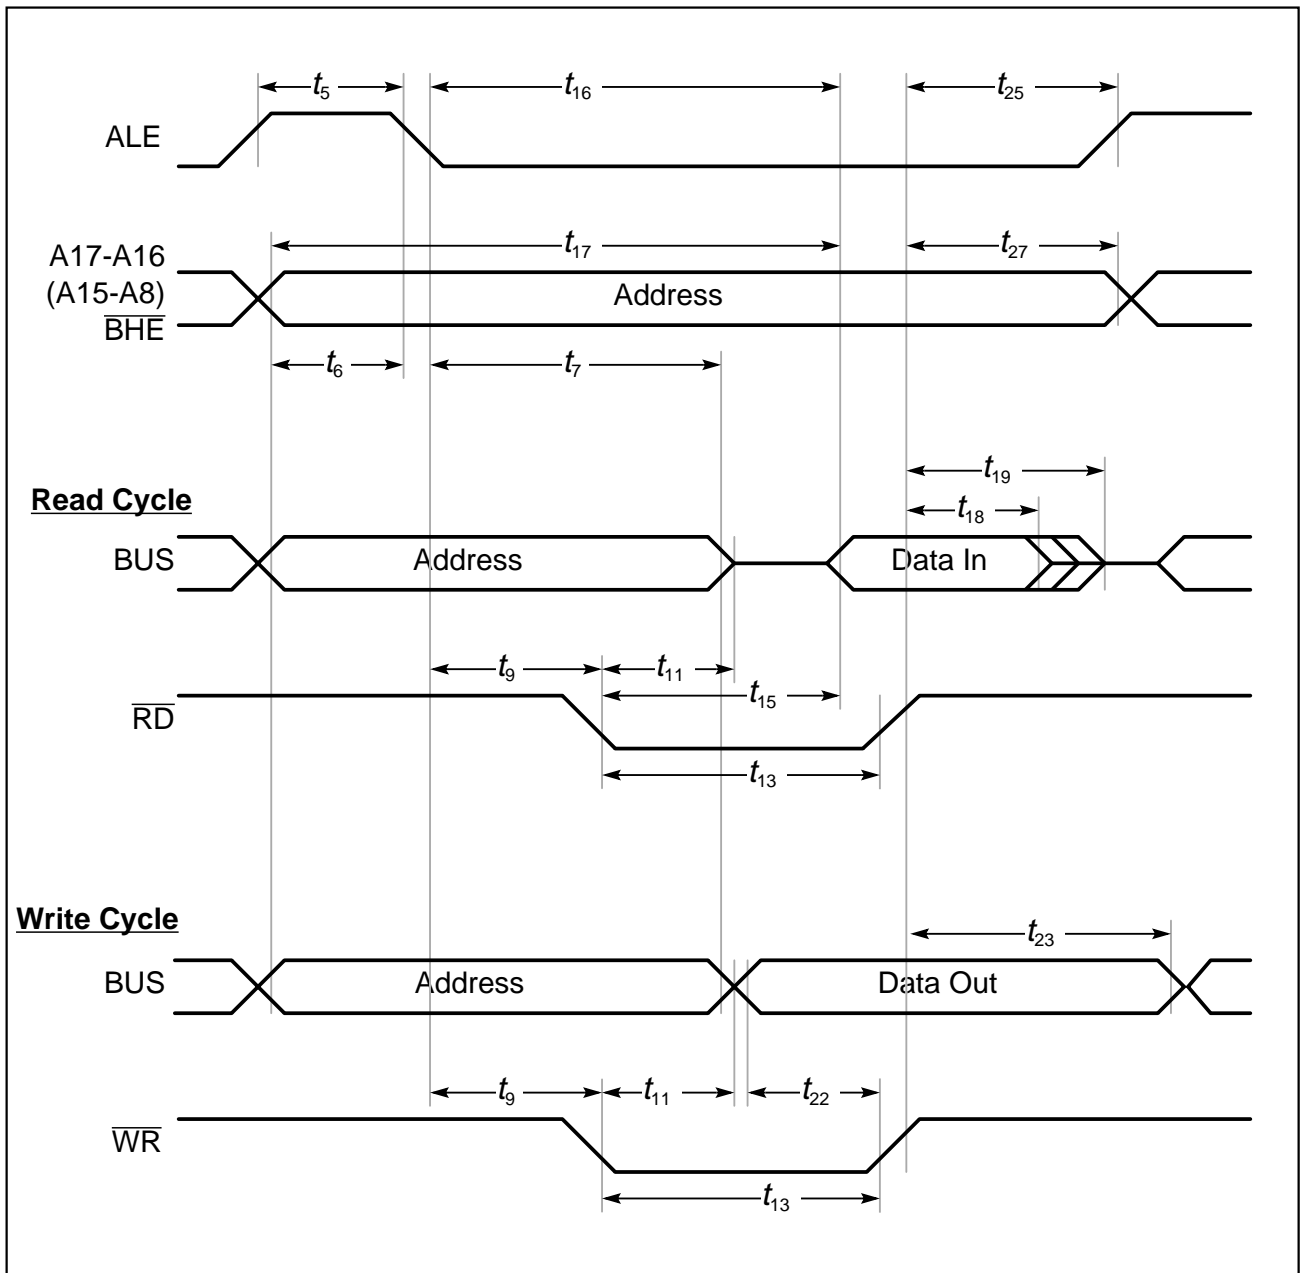 t5
t16
t25
ALE
t17
t27
A17-A16
(A15-A8)
BHE
Address
t6
t7
t19
Read Cycle
t18
BUS
Address
Data In
t9
t11
t15
RD
t13
Write Cycle
t23
BUS
Address
Data Out
t9
t11
t22
WR
t13